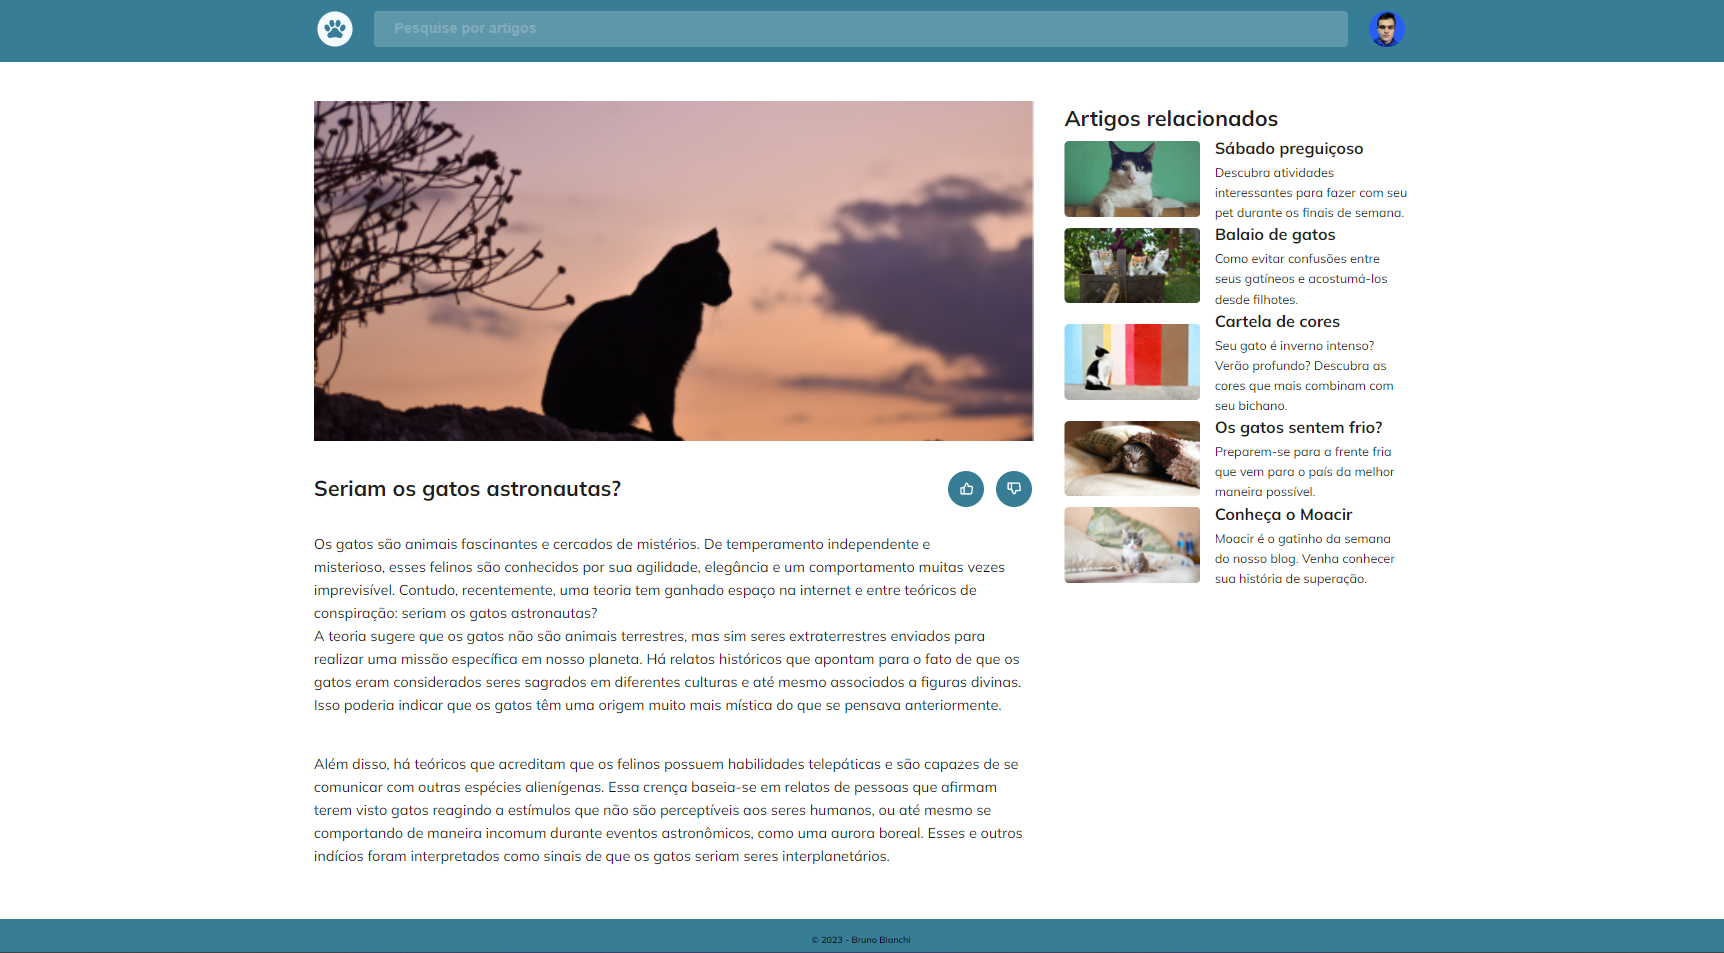 Pesquise por artigos
Seriam os gatos astronautas?
Os gatos são animais fascinantes e cercados de mistérios. De temperamento independente e
misterioso, esses felinos são conhecidos por sua agilidade, elegância e um comportamento muitas vezes
imprevisível. Contudo, recentemente, uma teoria tem ganhado espaço na internet e entre teóricos de
conspiração: seriam os gatos astronautas?
A teoria sugere que os gatos não são animais terrestres, mas sim seres extraterrestres enviados para
realizar uma missão específica em nosso planeta. Há relatos históricos que apontam para o fato de que os
gatos eram considerados seres sagrados em diferentes culturas e até mesmo associados a figuras divinas.
Isso poderia indicar que os gatos têm uma origem muito mais mística do que se pensava anteriormente.
Além disso, há teóricos que acreditam que os felinos possuem habilidades telepáticas e são capazes de se
comunicar com outras espécies alienígenas. Essa crença baseia-se em relatos de pessoas que afirmam
terem visto gatos reagindo a estímulos que não são perceptíveis aos seres humanos, ou até mesmo se
comportando de maneira incomum durante eventos astronômicos, como uma aurora boreal. Esses e outros
indícios foram interpretados como sinais de que os gatos seriam seres interplanetários.
Artigos relacionados
Sábado preguiçoso
Descubra atividades
interessantes para fazer com seu
pet durante os finais de semana.
Balaio de gatos
Como evitar confusões entre
seus gatíneos e acostumá-los
desde filhotes.
Cartela de cores
Seu gato é inverno intenso?
Verão profundo? Descubra as
cores que mais combinam com
seu bichano.
Os gatos sentem frio?
Preparem-se para a frente fria
que vem para o país da melhor
maneira possível.
Conheça o Moacir
Moacir é o gatinho da semana
do nosso blog. Venha conhecer
sua história de superação.
© 2023 - Bruno Bianchi